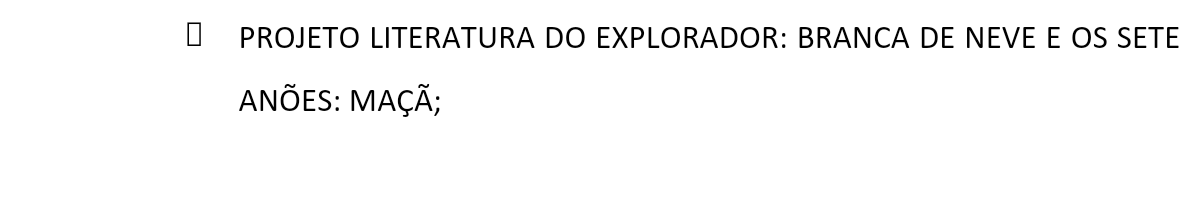 PROJETO LITERATURA DO EXPLORADOR: BRANCA DE NEVE E OS SETE
ANÕES: MAÇÃ;